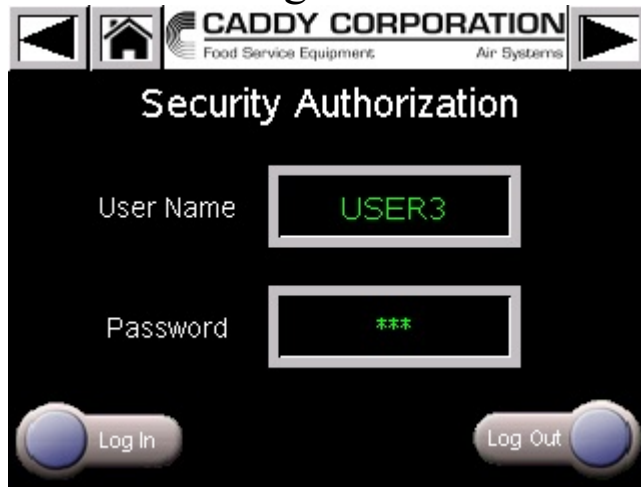 CADDY CORPORATION
Food Service Equipment Air Systems
Security Authorization
User Name USER3
Password ***
Log In Log Out